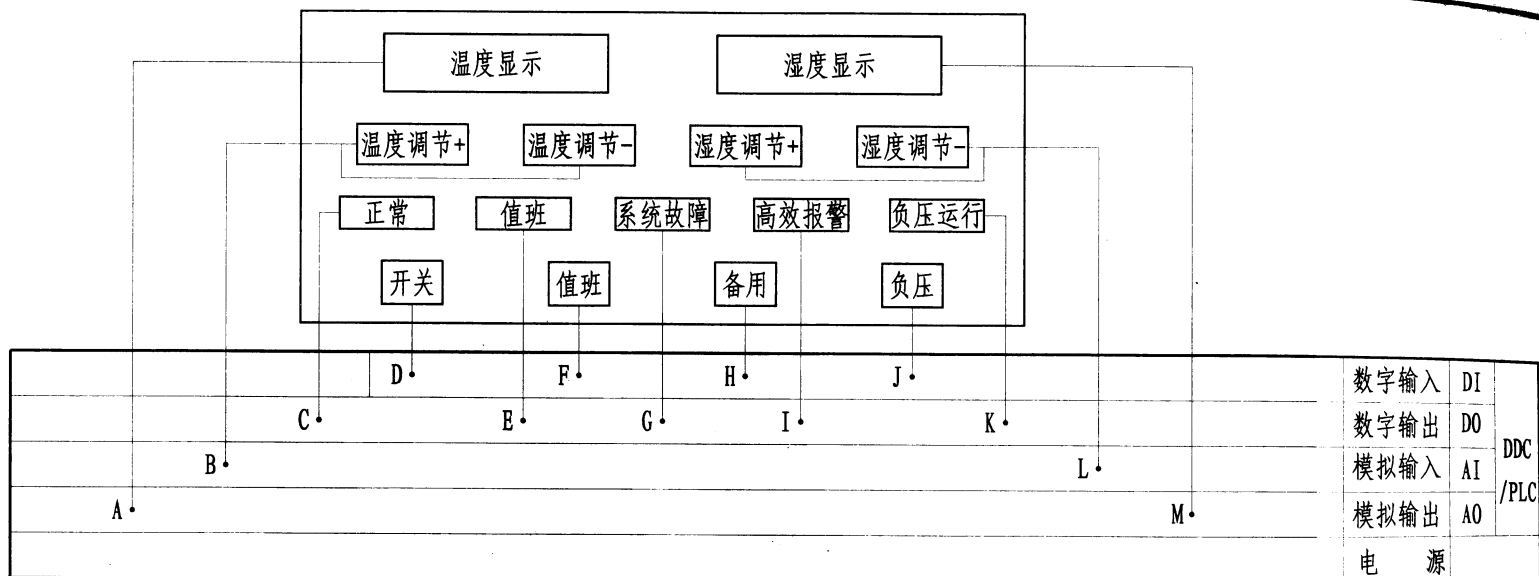 温度显示 湿度显示
温度调节+ 温度调节- 湿度调节+ 湿度调节-
正常 值班 系统故障 高效报警 负压运行
开关 值班 备用 负压
D F H J 数字输入 DI
C E G I K 数字输出 DO
DDC
B L 模拟输入 AI
/PLC
A M 模拟输出 AO
电 源